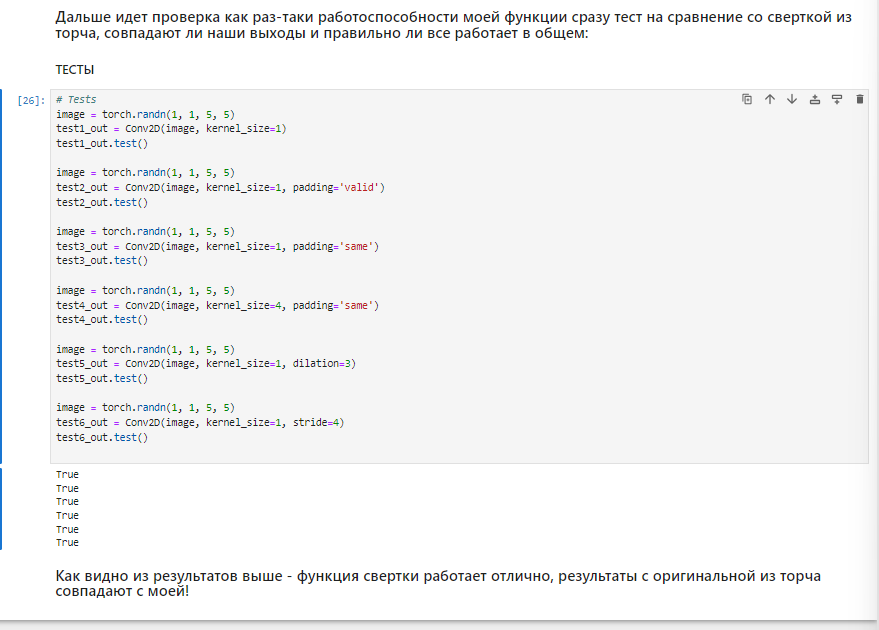 Дальше идет проверка как раз-таки работоспособности моей функции сразу тест на сравнение со сверткой из
торча, совпадают ли наши выходы и правильно ли все работает в общем:
ТЕСТЫ
[26]:
# Tests
image = torch.randn(1, 1, 5, 5)
test1_out = Conv2D(image, kernel_size=1)
test1_out.test()
image = torch.randn(1, 1, 5, 5)
test2_out = Conv2D(image, kernel_size=1, padding='valid')
test2_out.test()
image = torch.randn(1, 1, 5, 5)
test3_out = Conv2D(image, kernel_size=1, padding='same')
test3_out.test()
image = torch.randn(1, 1, 5, 5)
test4_out = Conv2D(image, kernel_size=4, padding='same')
test4_out.test()
image = torch.randn(1, 1, 5, 5)
test5_out = Conv2D(image, kernel_size=1, dilation=3)
test5_out.test()
image = torch.randn(1, 1, 5, 5)
test6_out = Conv2D(image, kernel_size=1, stride=4)
test6_out.test()
True
True
True
True
True
True
Как видно из результатов выше - функция свертки работает отлично, результаты с оригинальной из торча
совпадают с моей!